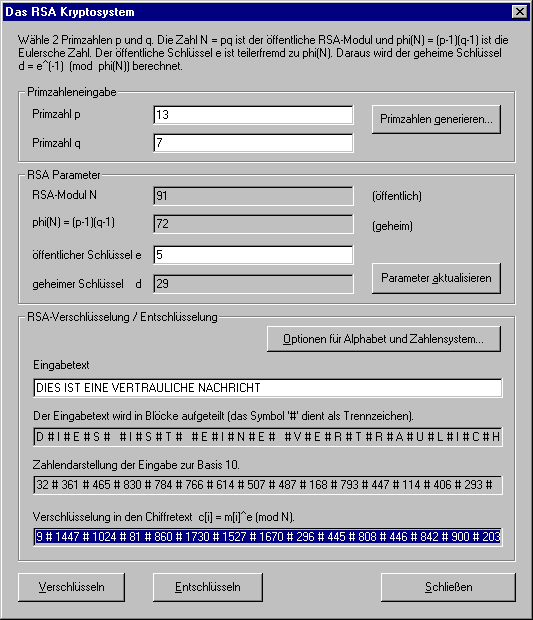 Das RSA Kryptosystem
Wähle 2 Primzahlen p und q. Die Zahl N = pq ist der öffentliche RSA-Modul und phi(N) = (p-1)(q-1) ist die
Eulersche Zahl. Der öffentliche Schlüssel e ist teilerfremd zu phi(N). Daraus wird der geheime Schlüssel
d = e^(-1) (mod phi(N)) berechnet.
Primzahleneingabe
Primzahl p 13 Primzahlen generieren...
Primzahl q 7
RSA Parameter
RSA-Modul N 91 (öffentlich)
phi(N) = (p-1)(q-1) 72 (geheim)
öffentlicher Schlüssel e 5
geheimer Schlüssel d 29 Parameter aktualisieren
RSA-Verschlüsselung / Entschlüsselung
Optionen für Alphabet und Zahlensystem...
Eingabetext
DIES IST EINE VERTRAULICHE NACHRICHT
Der Eingabetext wird in Blöcke aufgeteilt (das Symbol '#' dient als Trennzeichen).
D # I # E # S # # I # S # T # # E # I # N # E # # V # E # R # T # R # A # U # L # I # C # H
Zahlendarstellung der Eingabe zur Basis 10.
32 # 361 # 465 # 830 # 784 # 766 # 614 # 507 # 487 # 168 # 793 # 447 # 114 # 406 # 293 #
Verschlüsselung in den Chiffretext c[i] = m[i]^e (mod N).
9 # 1447 # 1024 # 81 # 860 # 1730 # 1527 # 1670 # 296 # 445 # 808 # 446 # 842 # 900 # 203
Verschlüsseln Entschlüsseln Schließen